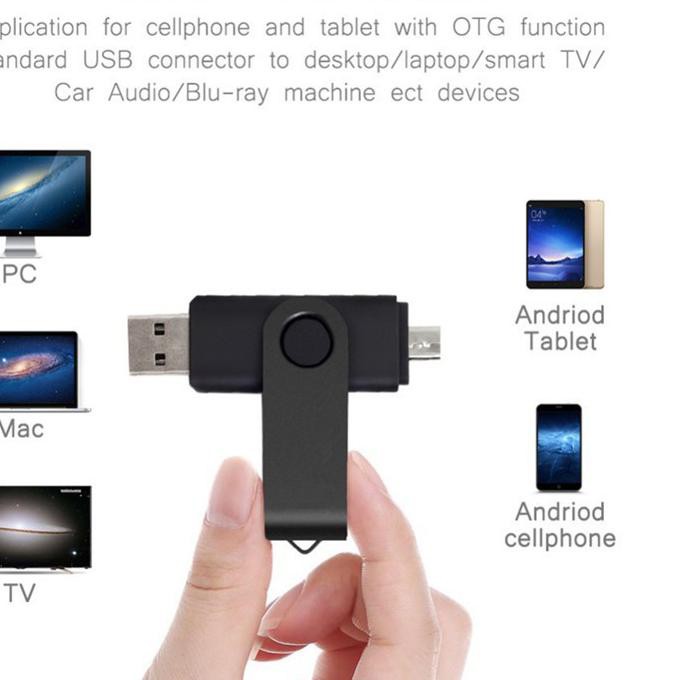 plication for cellphone and tablet with OTG function
andard USB connector to desktop/laptop/smart TV/
Car Audio/Blu-ray machine ect devices
PC
Andriod
Tablet
Mac
Andriod
cellphone
TV